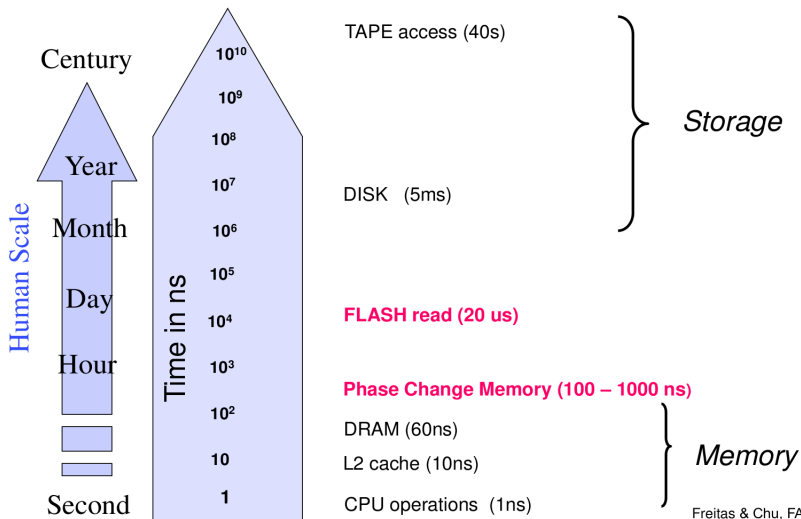 Century
Year
Month
Day
Hour
Second
Human Scale
Time in ns
10¹⁰
10⁹
10⁸
10⁷
10⁶
10⁵
10⁴
10³
10²
10
1
TAPE access (40s)
DISK (5ms)
FLASH read (20 us)
Phase Change Memory (100 – 1000 ns)
DRAM (60ns)
L2 cache (10ns)
CPU operations (1ns)
Storage
Memory
Freitas & Chu, FA